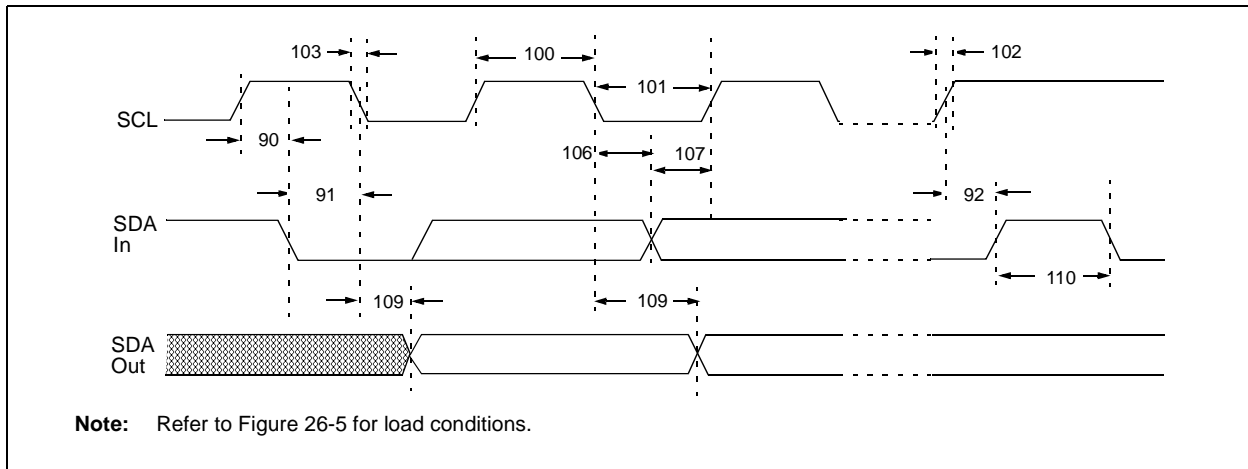 103
100
102
101
SCL
90
106
107
91
92
SDA
In
110
109
109
SDA
Out
Note: Refer to Figure 26-5 for load conditions.